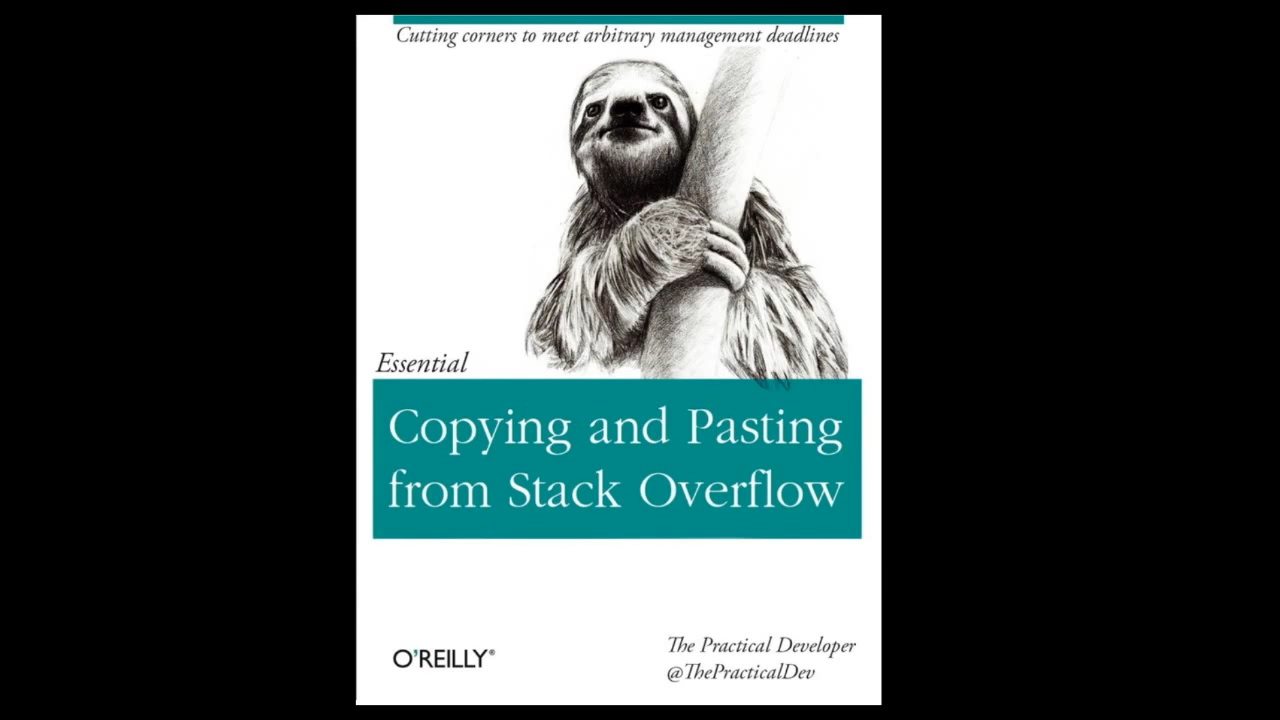 Cutting corners to meet arbitrary management deadlines
Essential
Copying and Pasting
from Stack Overflow
O'REILLY®
The Practical Developer
@ThePracticalDev